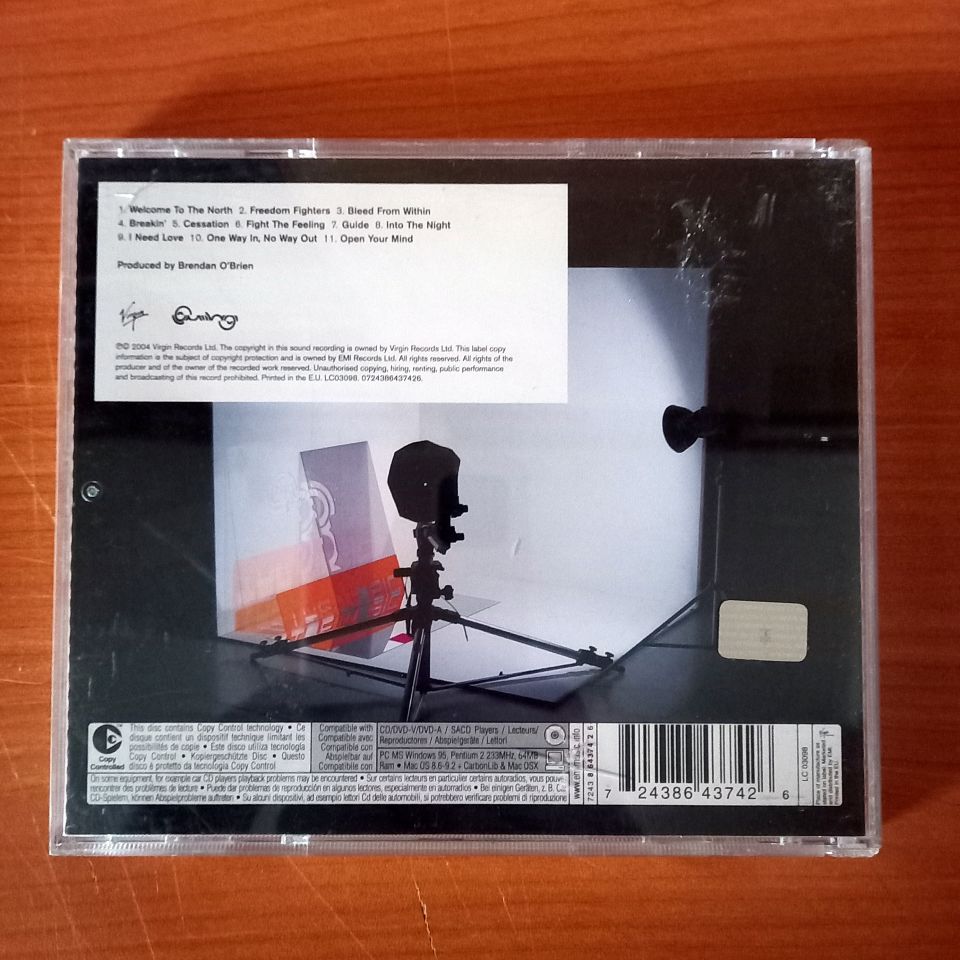 1. Welcome To The North 2. Freedom Fighters 3. Bleed From Within
4. Breakin' 5. Cessation 6. Fight The Feeling 7. Guide 8. Into The Night
9. I Need Love 10. One Way In, No Way Out 11. Open Your Mind
Produced by Brendan O'Brien
Virgin
℗© 2004 Virgin Records Ltd. The copyright in this sound recording is owned by Virgin Records Ltd. This label copy
information is the subject of copyright protection and is owned by EMI Records Ltd. All rights reserved. All rights of the
producer and of the owner of the recorded work reserved. Unauthorised copying, hiring, renting, public performance
and broadcasting of this record prohibited. Printed in the E.U. LC03098. 0724386437426.
Copy
Controlled
This disc contains Copy Control technology • Ce
disque contient un dispositif technique limitant les
possibilités de copie • Este disco utiliza tecnología
Copy Control • Kopiergeschützte Disc • Questo
disco è protetto da tecnologia Copy Control
Compatible with
Compatible avec
Compatible con
Abspielbar auf
Compatibile con
CD/DVD-V/DVD-A / SACD Players / Lecteurs/
Reproductores / Abspielgeräte / Lettori
PC MS Windows 95, Pentium 2 233MHz, 64MB
Ram • Mac OS 8.6-9.2 + CarbonLib & Mac OSX
On some equipment, for example car CD players playback problems may be encountered • Sur certains lecteurs en particulier certains autoradios, vous pouvez
rencontrer des problèmes de lecture • Puede dar problemas de reproducción en algunos lectores, especialmente en autorradios • Bei einigen Geräten, z. B. Car
CD-Spielern, können Abspielprobleme auftreten • Su alcuni dispositivi, ad esempio lettori Cd delle automobili, si potrebbero verificare problemi di riproduzione
7243 8 64374 2 6
7 24386 43742 6
LC 03098